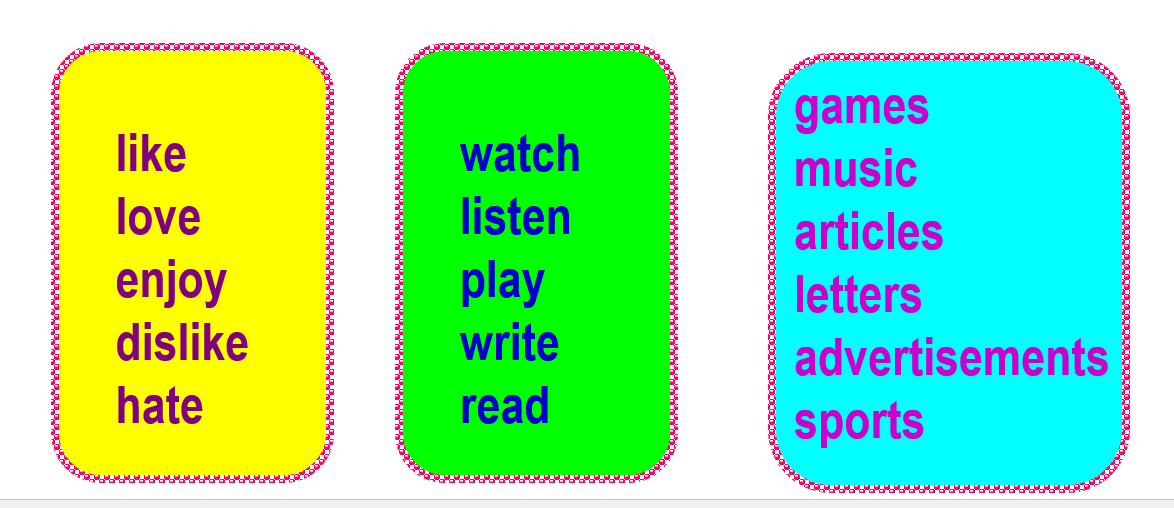 like
love
enjoy
dislike
hate
watch
listen
play
write
read
games
music
articles
letters
advertisements
sports